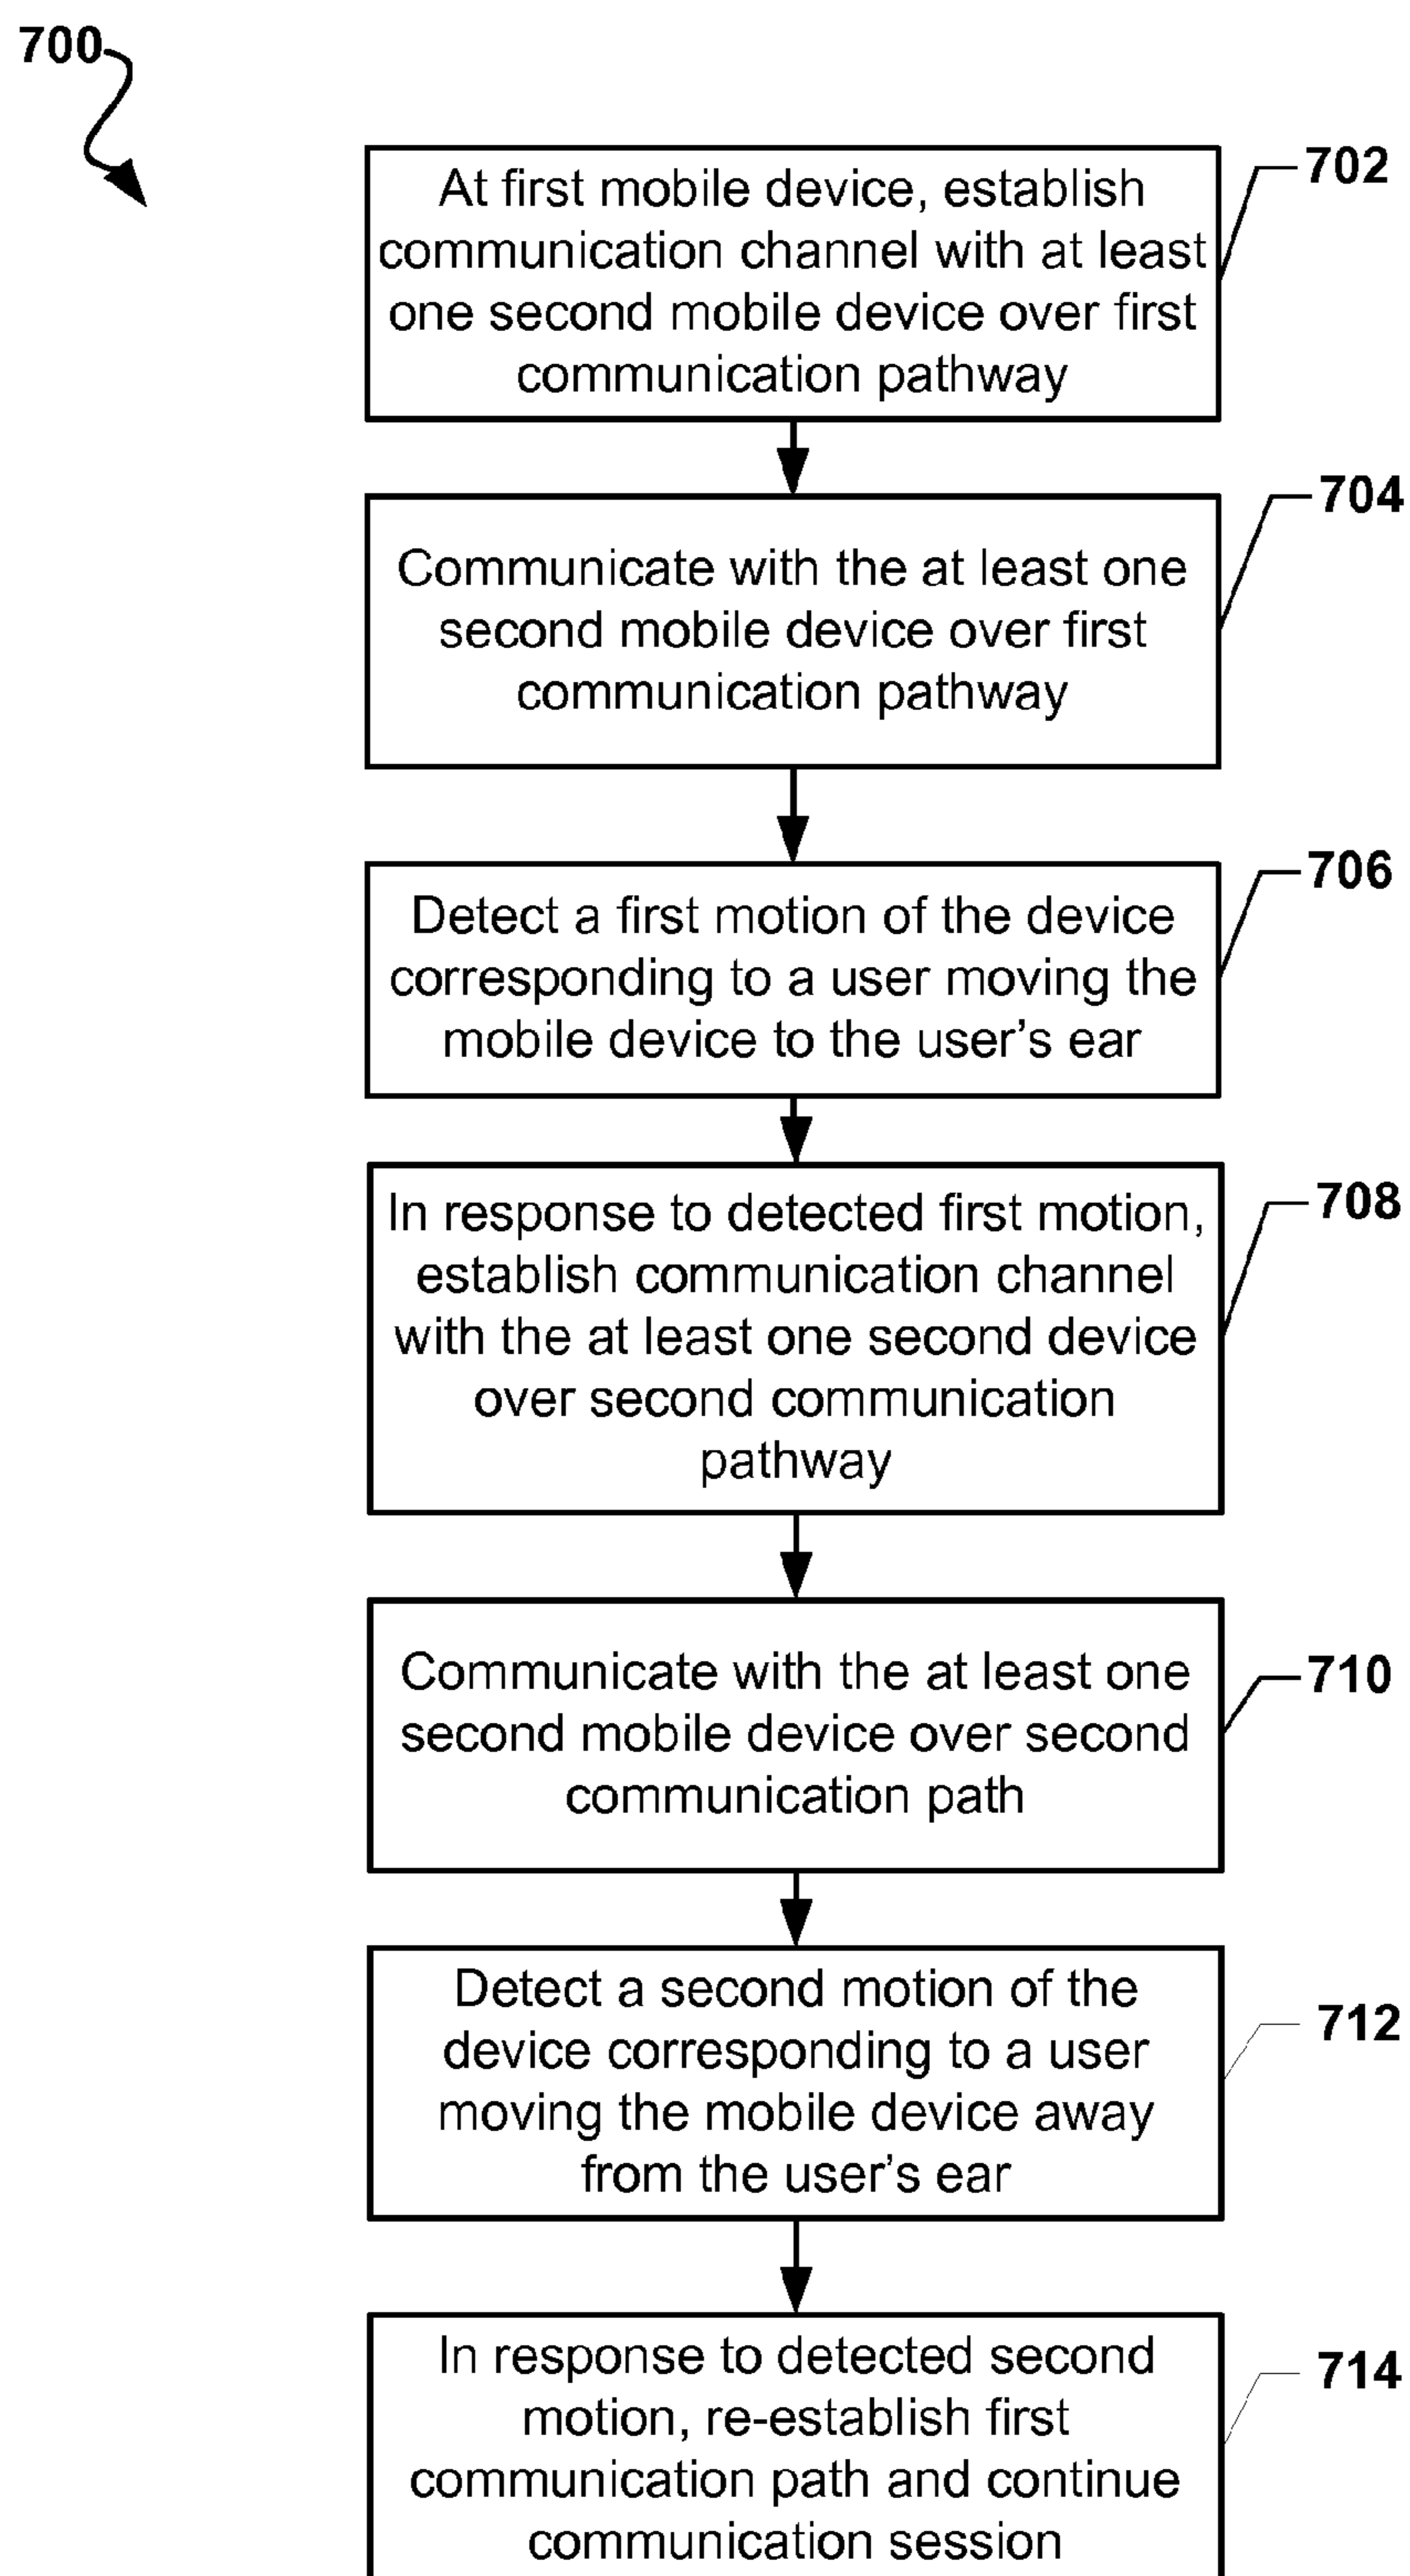 700
At first mobile device, establish
communication channel with at least
one second mobile device over first
communication pathway
702
Communicate with the at least one
second mobile device over first
communication pathway
704
Detect a first motion of the device
corresponding to a user moving the
mobile device to the user's ear
706
In response to detected first motion,
establish communication channel
with the at least one second device
over second communication
pathway
708
Communicate with the at least one
second mobile device over second
communication path
710
Detect a second motion of the
device corresponding to a user
moving the mobile device away
from the user's ear
712
In response to detected second
motion, re-establish first
communication path and continue
communication session
714